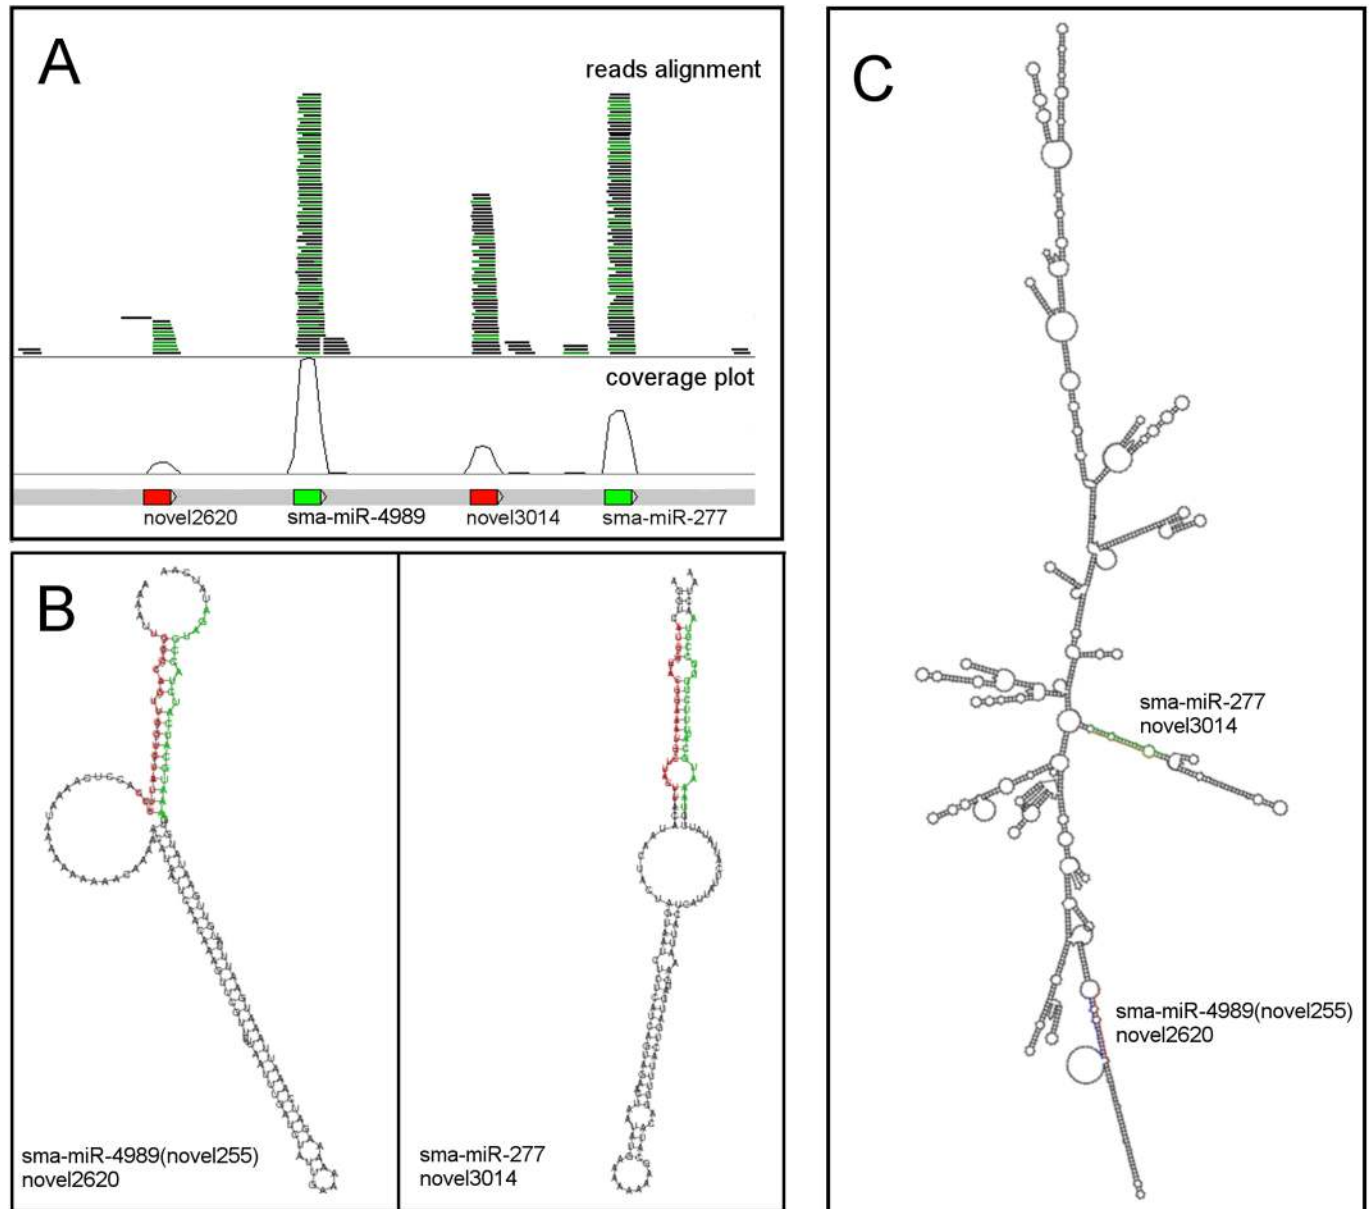 A
reads alignment
coverage plot
novel2620
sma-miR-4989
novel3014
sma-miR-277
B
sma-miR-4989(novel255)
novel2620
sma-miR-277
novel3014
C
sma-miR-277
novel3014
sma-miR-4989(novel255)
novel2620